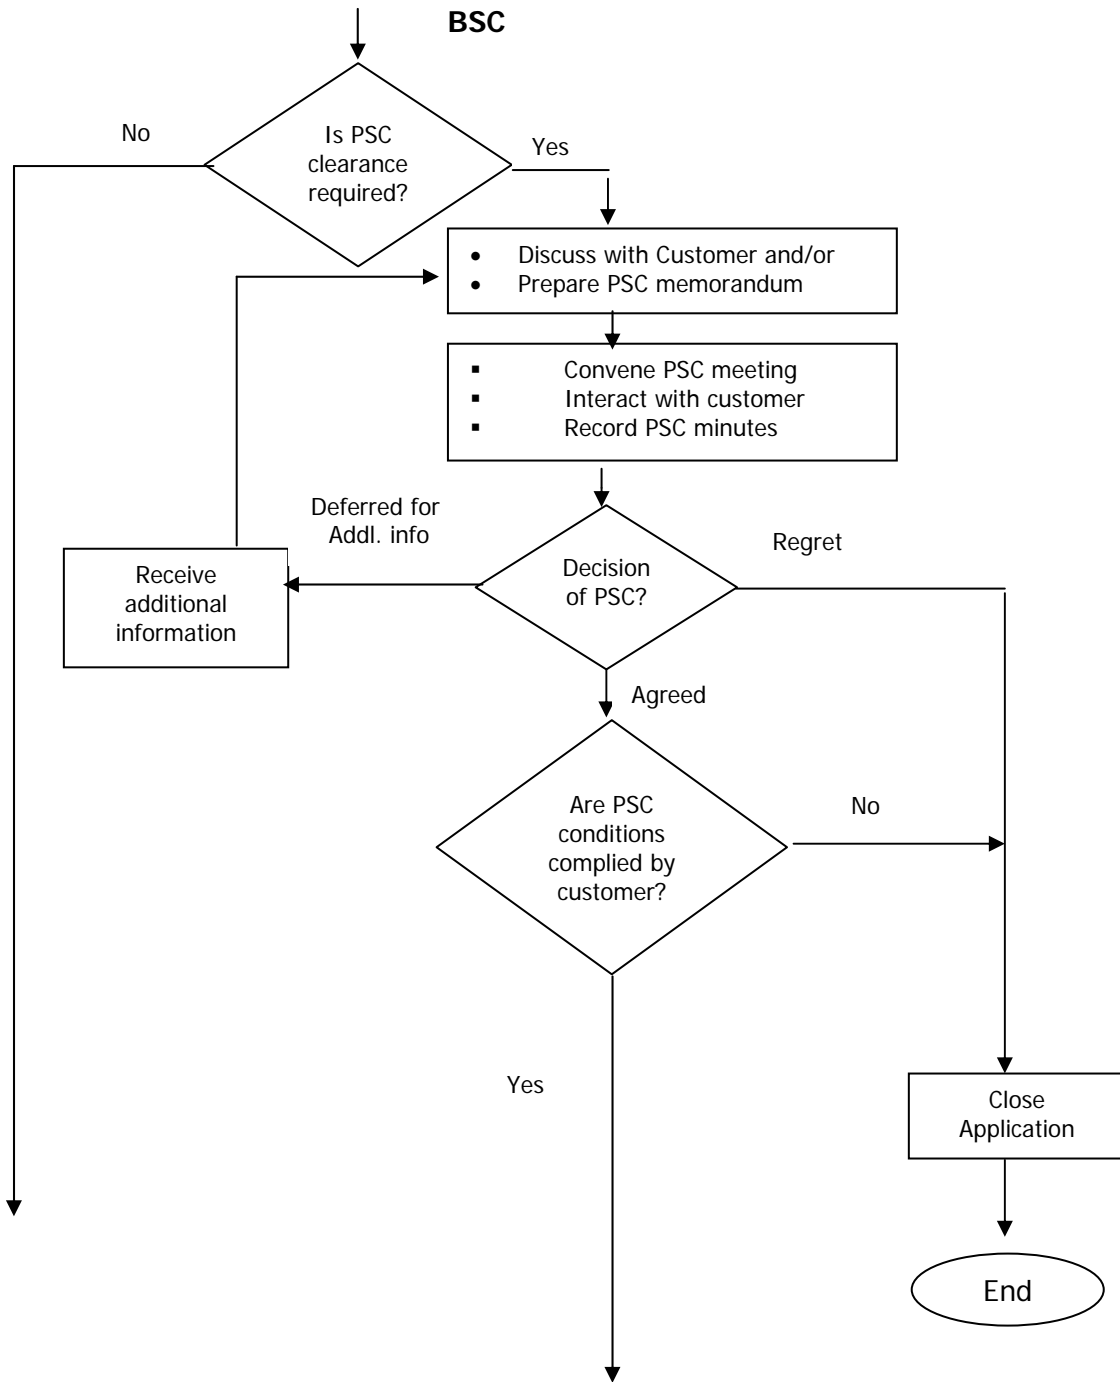 BSC
No
Is PSC
clearance
required?
Yes
• Discuss with Customer and/or
• Prepare PSC memorandum
▪ Convene PSC meeting
▪ Interact with customer
▪ Record PSC minutes
Deferred for
Addl. info
Regret
Receive
additional
information
Decision
of PSC?
Agreed
Are PSC
conditions
complied by
customer?
No
Yes
Close
Application
End